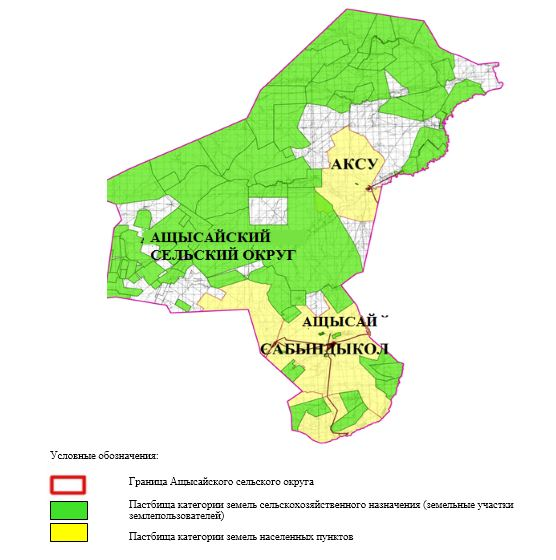 АКСУ
АЩЫСАЙСКИЙ
СЕЛЬСКИЙ ОКРУГ
АЩЫСАЙ
САБЫНДЫКОЛ
Условные обозначения:
Граница Ащысайского сельского округа
Пастбища категории земель сельскохозяйственного назначения (земельные участки
землепользователей)
Пастбища категории земель населенных пунктов